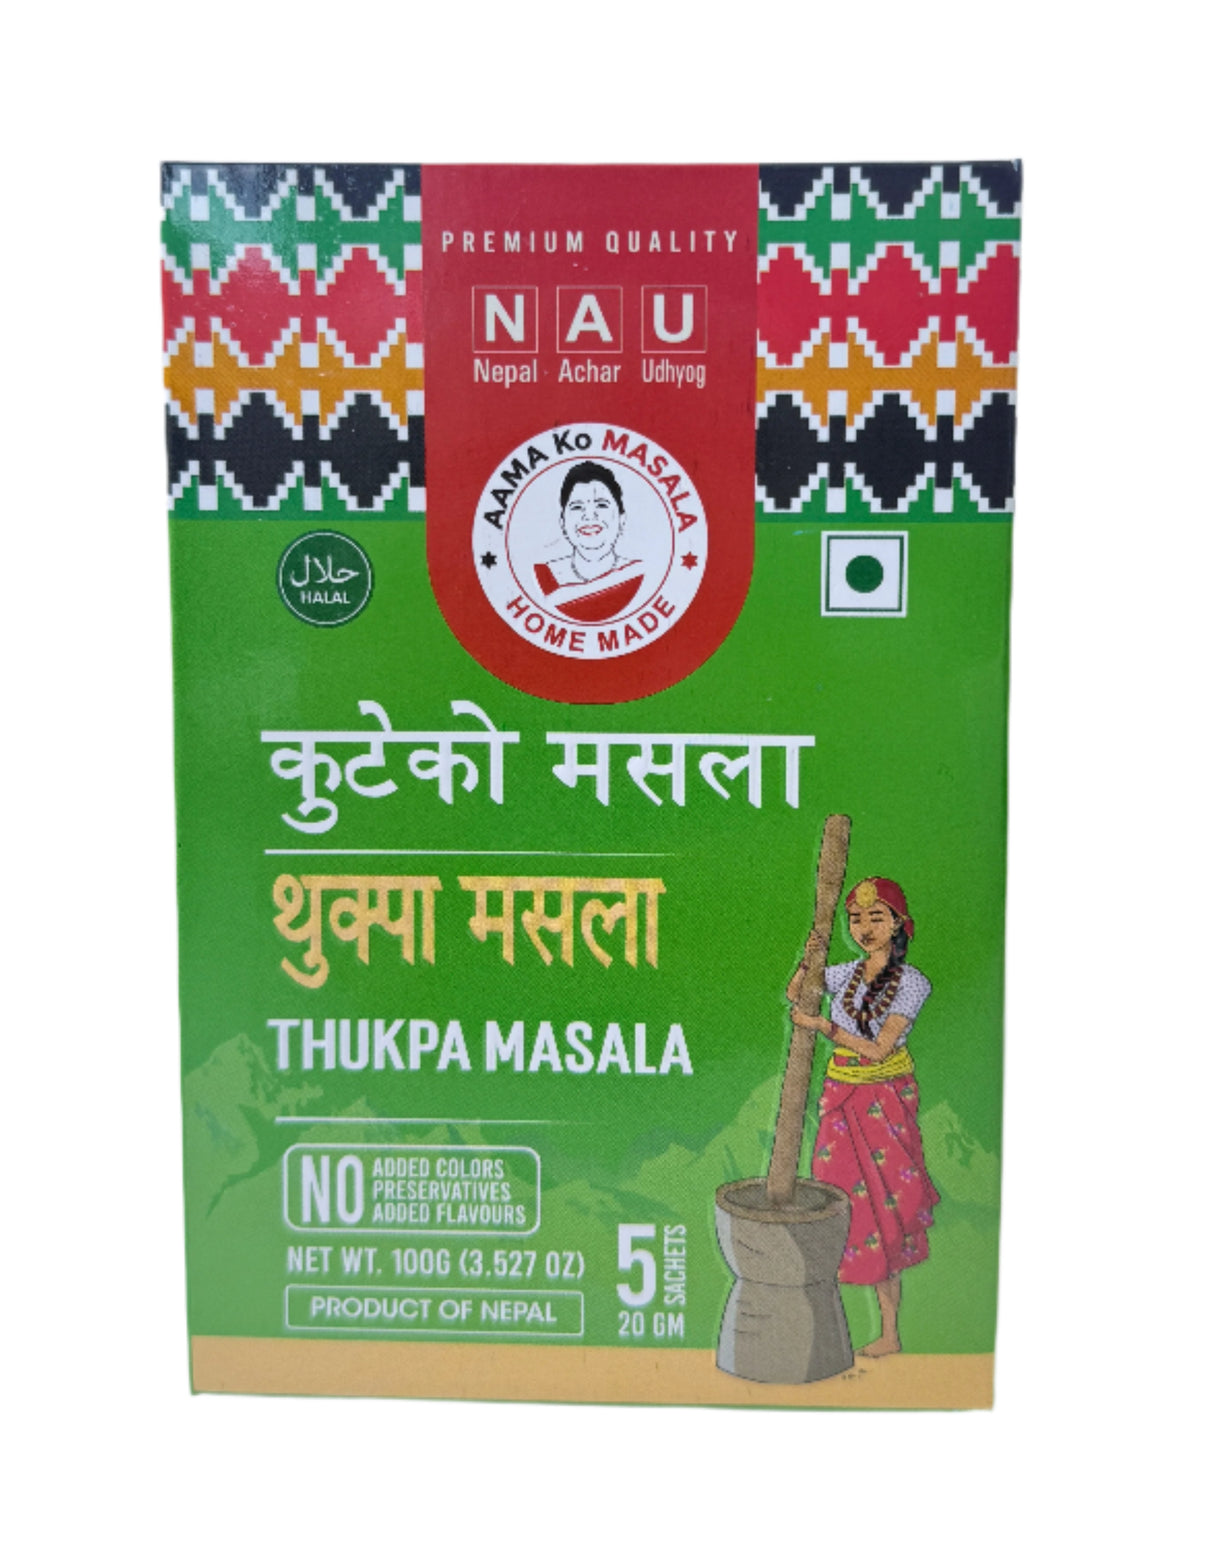 PREMIUM QUALITY
N A U
Nepal Achar Udhyog
AAMA Ko MASALA
HOME MADE
حلال
HALAL
कुटेको मसला
थुक्पा मसला
THUKPA MASALA
NO ADDED COLORS
PRESERVATIVES
ADDED FLAVOURS
NET WT. 100G (3.527 OZ)
PRODUCT OF NEPAL
5 SACHETS
20 GM